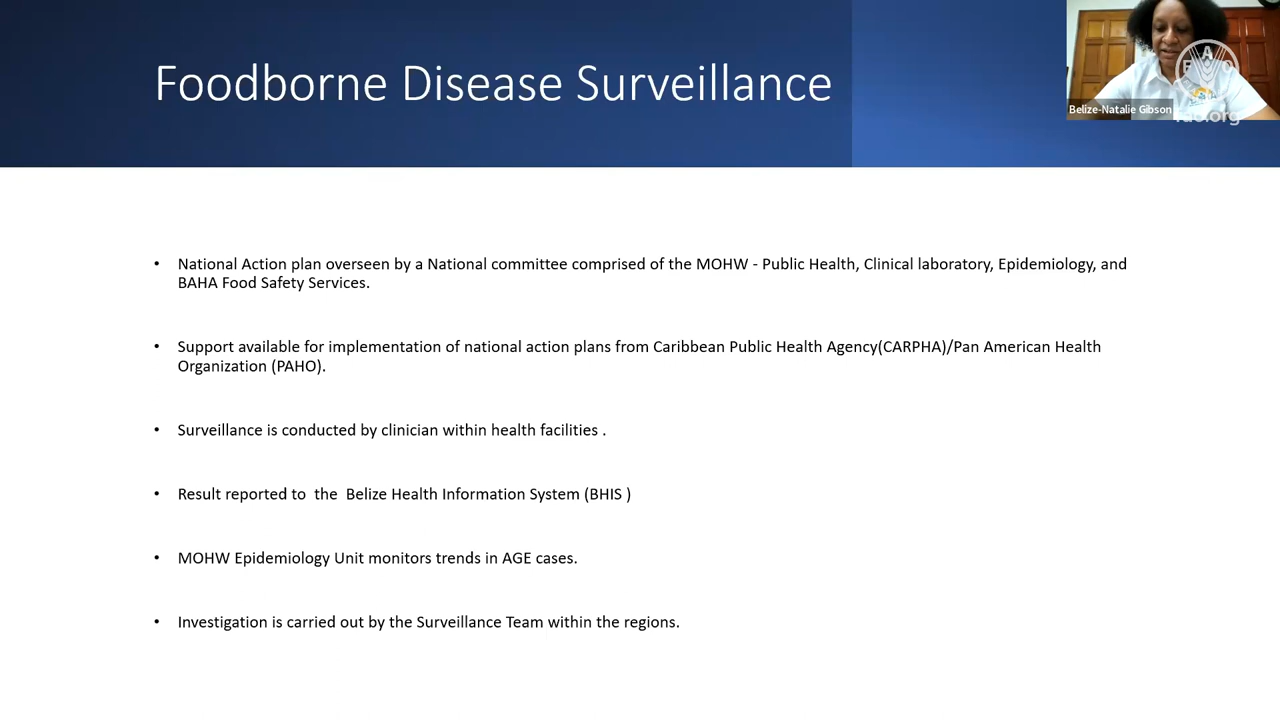 Foodborne Disease Surveillance
Belize-Natalie Gibson
FAO
fao.org
• National Action plan overseen by a National committee comprised of the MOHW - Public Health, Clinical laboratory, Epidemiology, and
BAHA Food Safety Services.
• Support available for implementation of national action plans from Caribbean Public Health Agency(CARPHA)/Pan American Health
Organization (PAHO).
• Surveillance is conducted by clinician within health facilities .
• Result reported to  the  Belize Health Information System (BHIS )
• MOHW Epidemiology Unit monitors trends in AGE cases.
• Investigation is carried out by the Surveillance Team within the regions.